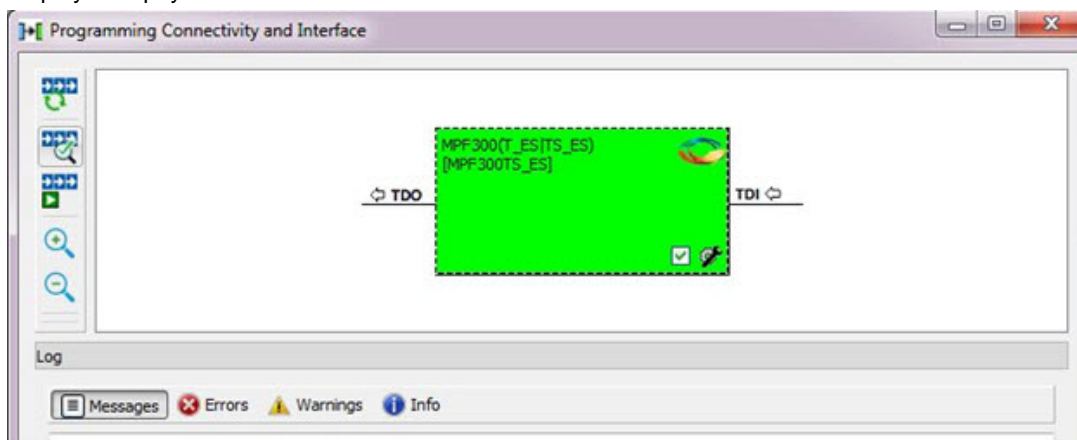 Programming Connectivity and Interface
MPF300(T_ES|TS_ES)
[MPF300TS_ES]
TDO
TDI
Log
Messages Errors Warnings Info